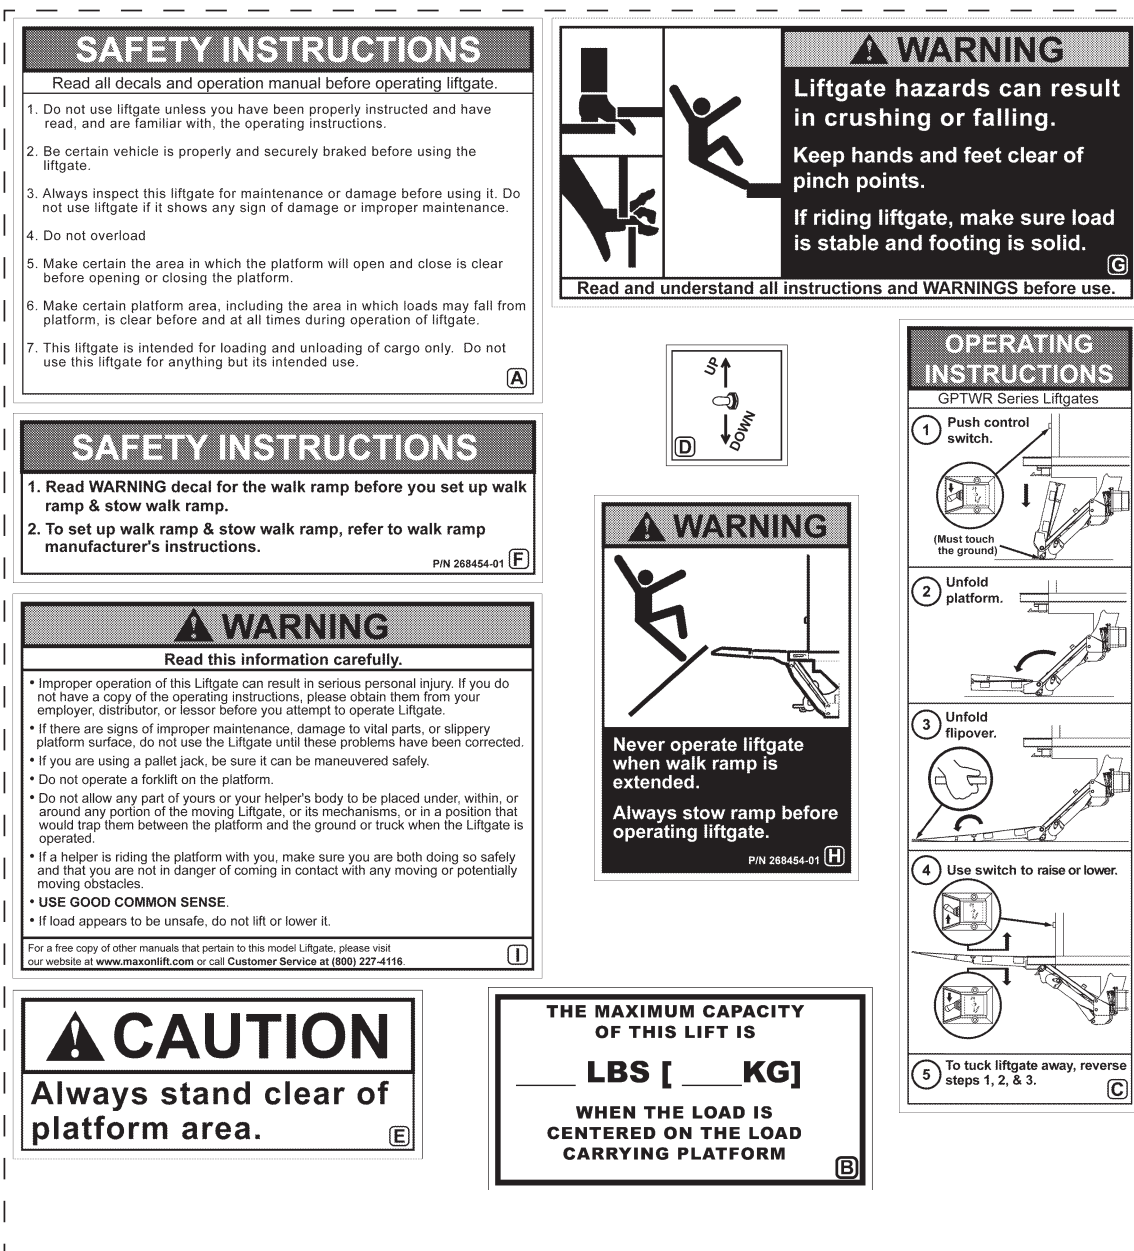 SAFETY INSTRUCTIONS
Read all decals and operation manual before operating liftgate.
1. Do not use liftgate unless you have been properly instructed and have
read, and are familiar with, the operating instructions.
2. Be certain vehicle is properly and securely braked before using the
liftgate.
3. Always inspect this liftgate for maintenance or damage before using it. Do
not use liftgate if it shows any sign of damage or improper maintenance.
4. Do not overload
5. Make certain the area in which the platform will open and close is clear
before opening or closing the platform.
6. Make certain platform area, including the area in which loads may fall from
platform, is clear before and at all times during operation of liftgate.
7. This liftgate is intended for loading and unloading of cargo only. Do not
use this liftgate for anything but its intended use.
A
WARNING
Liftgate hazards can result
in crushing or falling.
Keep hands and feet clear of
pinch points.
If riding liftgate, make sure load
is stable and footing is solid.
G
Read and understand all instructions and WARNINGS before use.
SAFETY INSTRUCTIONS
1. Read WARNING decal for the walk ramp before you set up walk
ramp & stow walk ramp.
2. To set up walk ramp & stow walk ramp, refer to walk ramp
manufacturer's instructions.
P/N 268454-01 F
UP
DOWN
D
OPERATING
INSTRUCTIONS
GPTWR Series Liftgates
1 Push control
switch.
(Must touch
the ground)
2 Unfold
platform.
3 Unfold
flipover.
4 Use switch to raise or lower.
5 To tuck liftgate away, reverse
steps 1, 2, & 3.
C
WARNING
Never operate liftgate
when walk ramp is
extended.
Always stow ramp before
operating liftgate.
P/N 268454-01 H
WARNING
Read this information carefully.
• Improper operation of this Liftgate can result in serious personal injury. If you do
not have a copy of the operating instructions, please obtain them from your
employer, distributor, or lessor before you attempt to operate Liftgate.
• If there are signs of improper maintenance, damage to vital parts, or slippery
platform surface, do not use the Liftgate until these problems have been corrected.
• If you are using a pallet jack, be sure it can be maneuvered safely.
• Do not operate a forklift on the platform.
• Do not allow any part of yours or your helper's body to be placed under, within, or
around any portion of the moving Liftgate, or its mechanisms, or in a position that
would trap them between the platform and the ground or truck when the Liftgate is
operated.
• If a helper is riding the platform with you, make sure you are both doing so safely
and that you are not in danger of coming in contact with any moving or potentially
moving obstacles.
• USE GOOD COMMON SENSE.
• If load appears to be unsafe, do not lift or lower it.
For a free copy of other manuals that pertain to this model Liftgate, please visit
our website at www.maxonlift.com or call Customer Service at (800) 227-4116.
I
CAUTION
Always stand clear of
platform area.
E
THE MAXIMUM CAPACITY
OF THIS LIFT IS
____ LBS [ ____KG]
WHEN THE LOAD IS
CENTERED ON THE LOAD
CARRYING PLATFORM
B